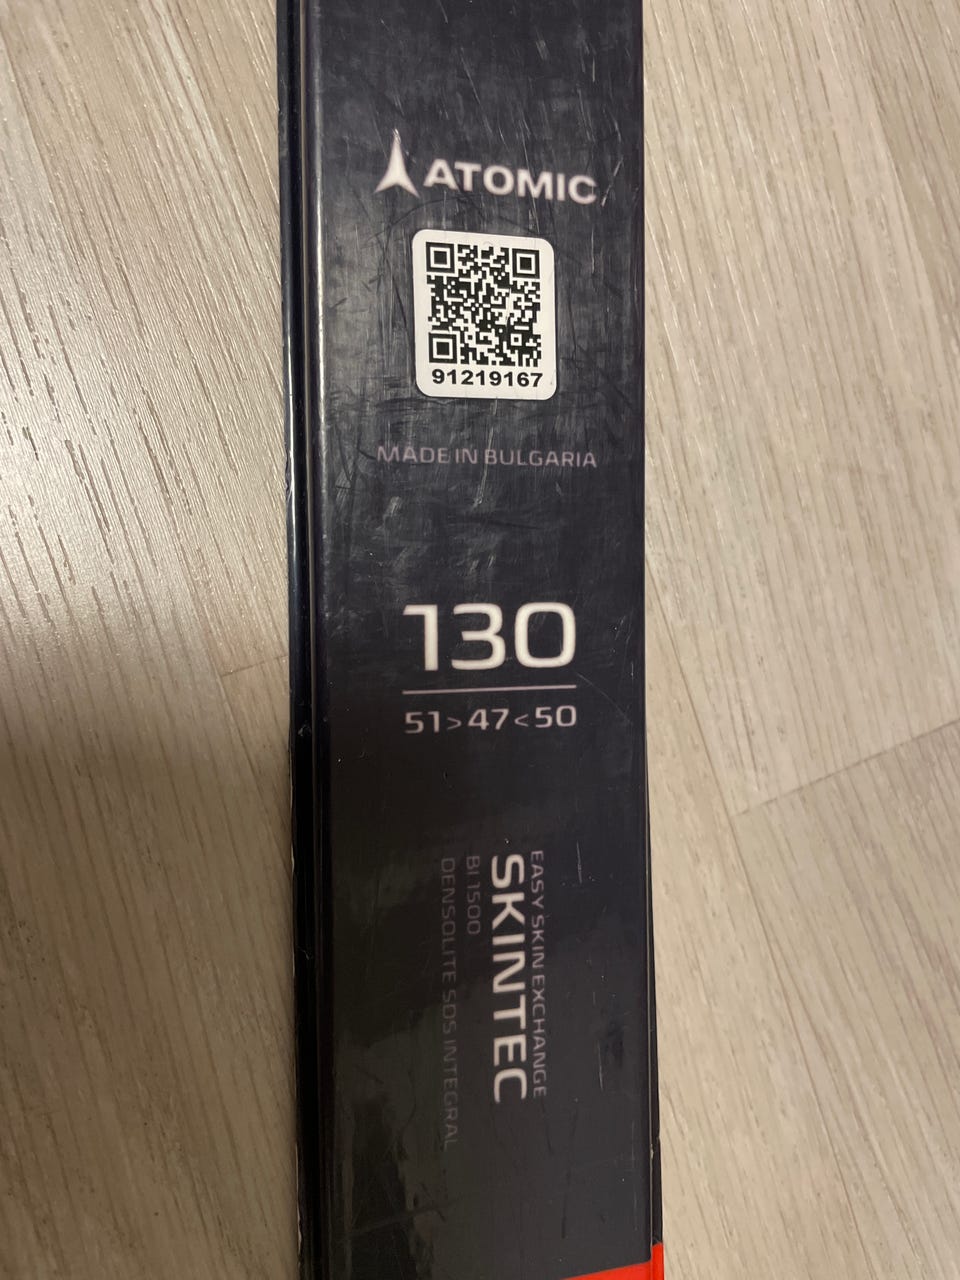 ATOMIC
91219167
MADE IN BULGARIA
130
51>47<50
EASY SKIN EXCHANGE
SKINTEC
BI 1500
DENSOLITE SDS INTEGRAL